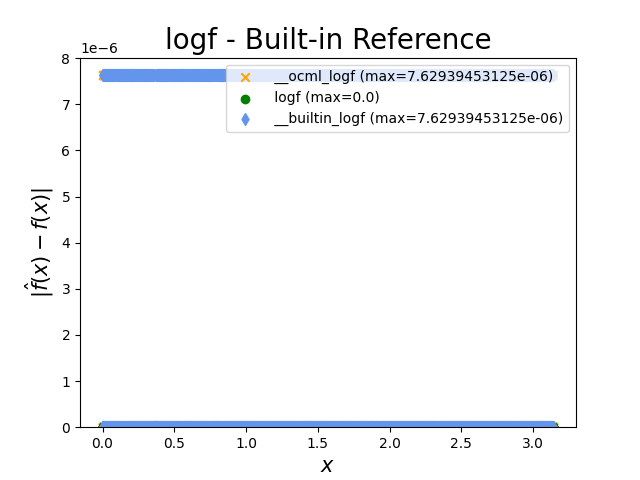 logf - Built-in Reference
1e−6
__ocml_logf (max=7.62939453125e-06)
logf (max=0.0)
__builtin_logf (max=7.62939453125e-06)
8
7
6
5
4
3
2
1
0
|f̂(x) − f(x)|
0.0 0.5 1.0 1.5 2.0 2.5 3.0
x